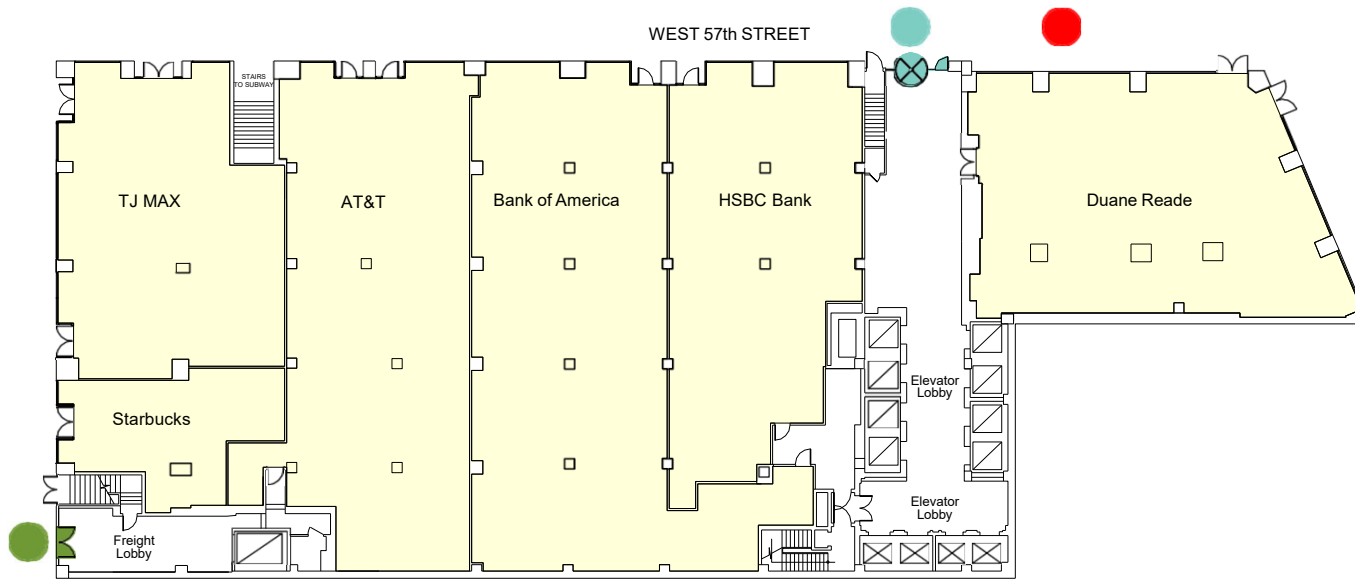 WEST 57th STREET
STAIRS
TO SUBWAY
TJ MAX
AT&T
Bank of America
HSBC Bank
Duane Reade
Elevator
Lobby
Starbucks
Elevator
Lobby
Freight
Lobby